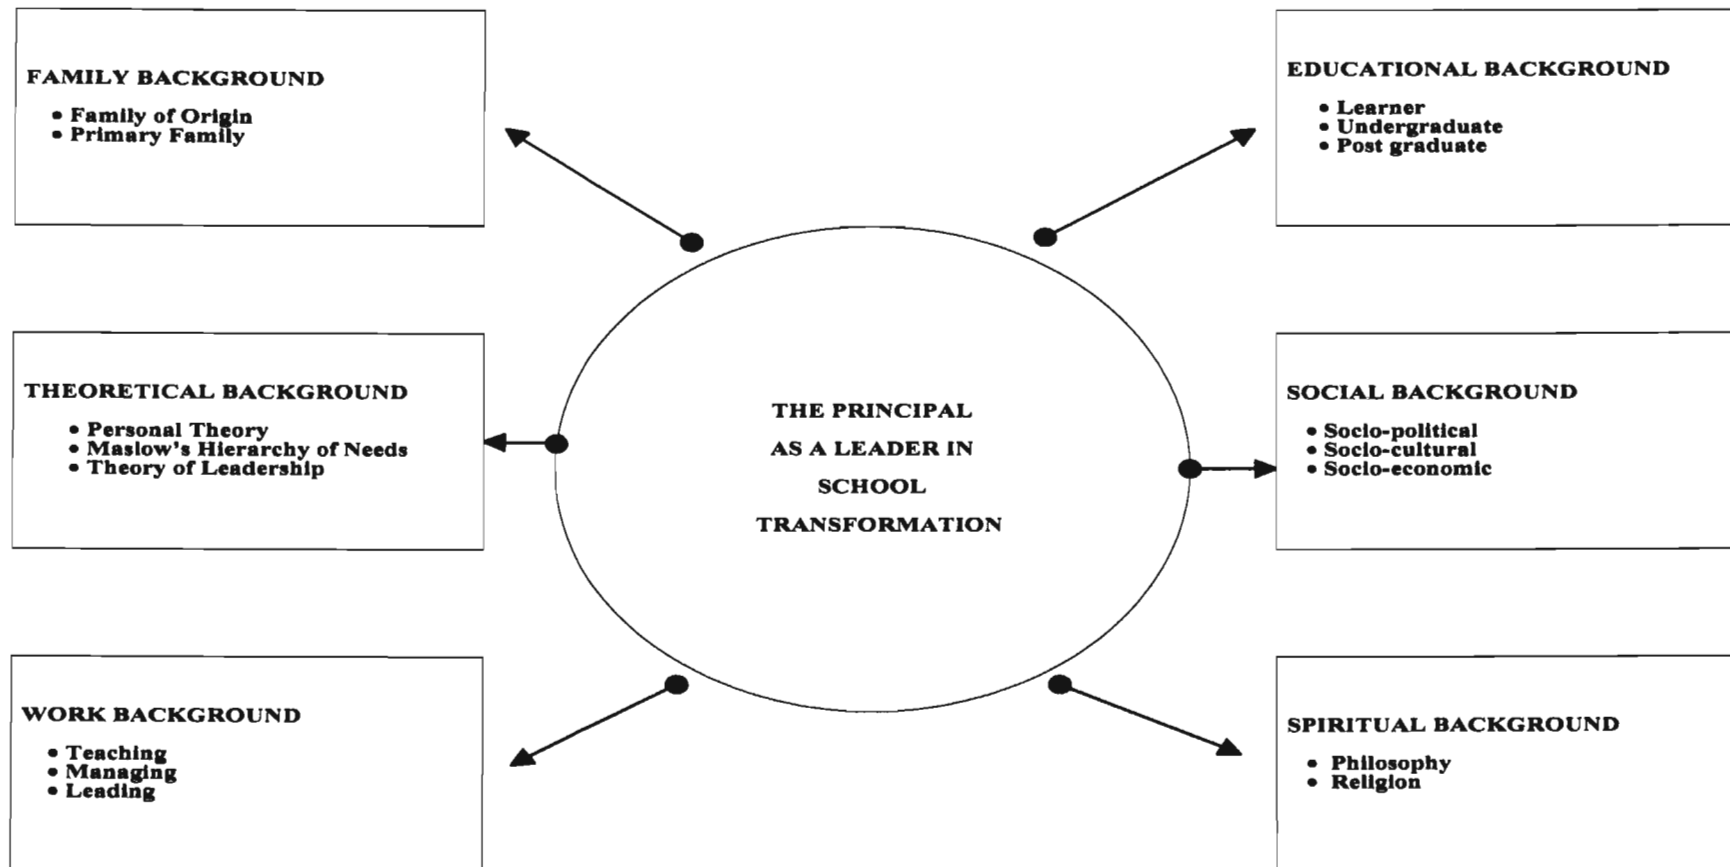 FAMILY BACKGROUND
• Family of Origin
• Primary Family
EDUCATIONAL BACKGROUND
• Learner
• Undergraduate
• Post graduate
THEORETICAL BACKGROUND
• Personal Theory
• Maslow's Hierarchy of Needs
• Theory of Leadership
THE PRINCIPAL
AS A LEADER IN
SCHOOL
TRANSFORMATION
SOCIAL BACKGROUND
• Socio-political
• Socio-cultural
• Socio-economic
WORK BACKGROUND
• Teaching
• Managing
• Leading
SPIRITUAL BACKGROUND
• Philosophy
• Religion